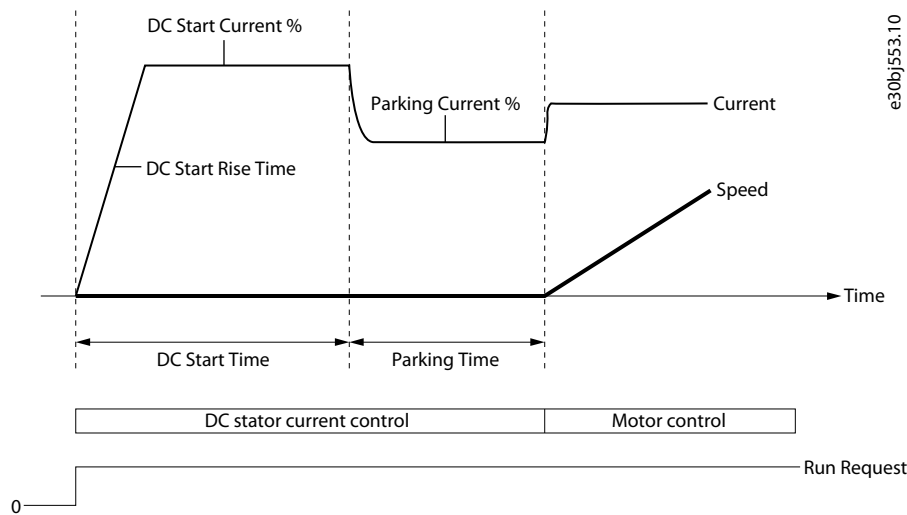 DC Start Current %
e30bj553.10
Parking Current %
Current
DC Start Rise Time
Speed
Time
DC Start Time
Parking Time
DC stator current control
Motor control
Run Request
0